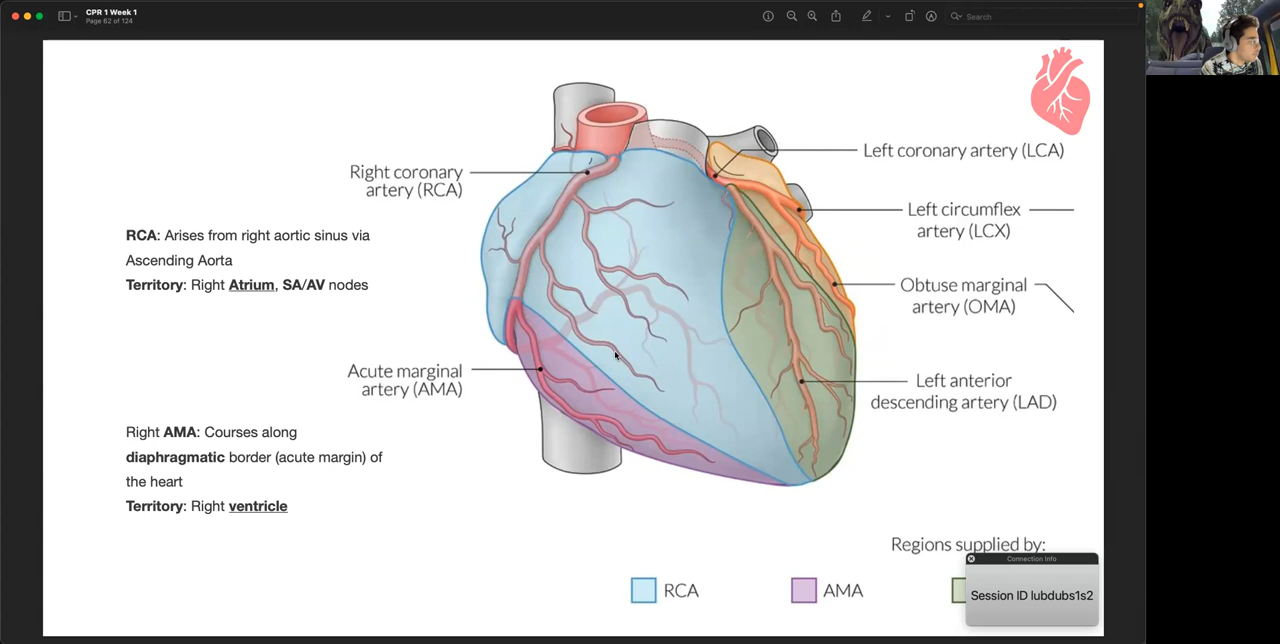 CPR 1 Week 1
Page 62 of 124
Search
Right coronary
artery (RCA)
Left coronary artery (LCA)
Left circumflex
artery (LCX)
RCA: Arises from right aortic sinus via
Ascending Aorta
Territory: Right Atrium, SA/AV nodes
Obtuse marginal
artery (OMA)
Acute marginal
artery (AMA)
Left anterior
descending artery (LAD)
Right AMA: Courses along
diaphragmatic border (acute margin) of
the heart
Territory: Right ventricle
Regions supplied by:
RCA
AMA
Connection Info
Session ID lubdubs1s2